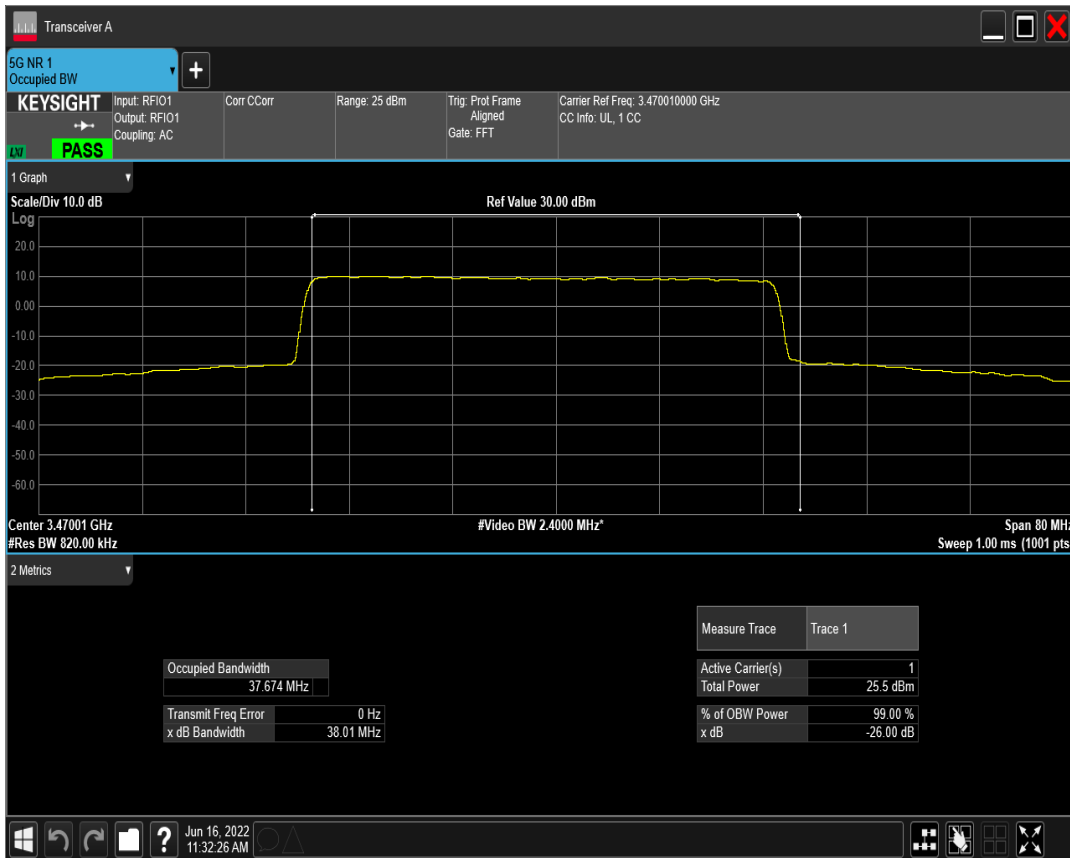 Transceiver A
5G NR 1
Occupied BW
+
KEYSIGHT
LXI
PASS
Input: RFIO1
Output: RFIO1
Coupling: AC
Corr CCorr
Range: 25 dBm
Trig: Prot Frame
Aligned
Gate: FFT
Carrier Ref Freq: 3.470010000 GHz
CC Info: UL, 1 CC
1 Graph
Scale/Div 10.0 dB
Ref Value 30.00 dBm
Log
20.0
10.0
0.00
-10.0
-20.0
-30.0
-40.0
-50.0
-60.0
Center 3.47001 GHz
#Video BW 2.4000 MHz*
Span 80 MHz
#Res BW 820.00 kHz
Sweep 1.00 ms (1001 pts
2 Metrics
Measure Trace
Trace 1
Occupied Bandwidth
37.674 MHz
Active Carrier(s)
1
Total Power
25.5 dBm
Transmit Freq Error
0 Hz
x dB Bandwidth
38.01 MHz
% of OBW Power
99.00 %
x dB
-26.00 dB
?
Jun 16, 2022
11:32:26 AM